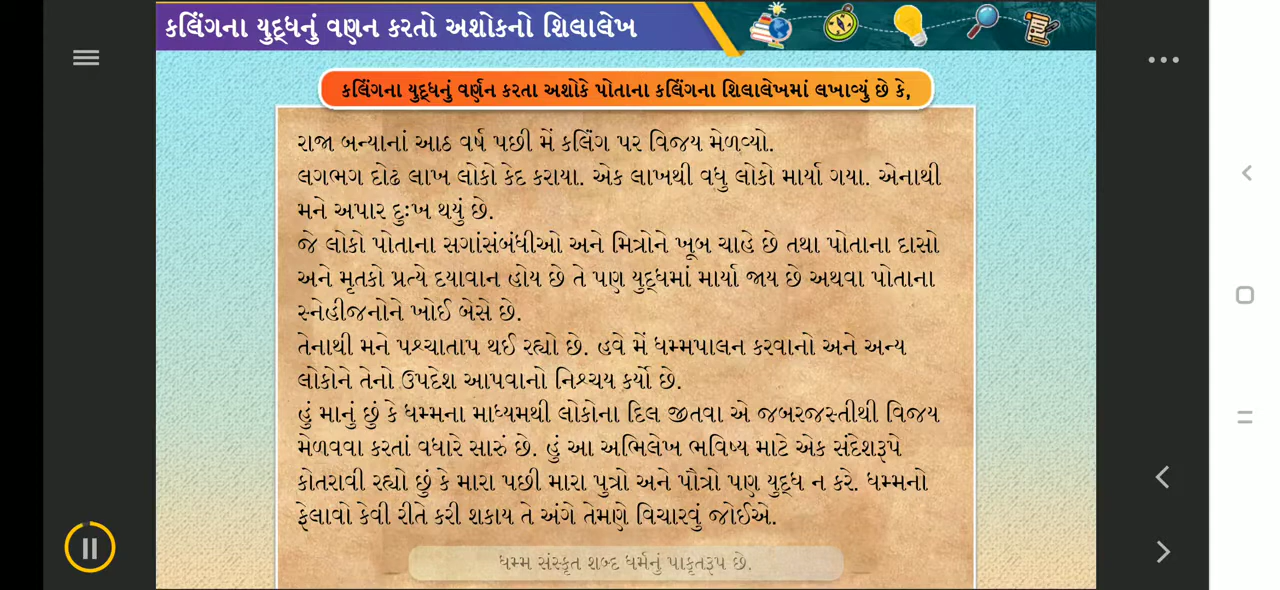 કલિંગના યુદ્ધનું વર્ણન કરતો અશોકનો શિલાલેખ
કલિંગના યુદ્ધનું વર્ણન કરતા અશોકે પોતાના કલિંગના શિલાલેખમાં લખાવ્યું છે કે,
રાજા બન્યાનાં આઠ વર્ષ પછી મેં કલિંગ પર વિજય મેળવ્યો.
લગભગ દોઢ લાખ લોકો કેદ કરાયા. એક લાખથી વધુ લોકો માર્યા ગયા. એનાથી
મને અપાર દુઃખ થયું છે.
જે લોકો પોતાના સગાંસંબંધીઓ અને મિત્રોને ખૂબ ચાહે છે તથા પોતાના દાસો
અને મૃતકો પ્રત્યે દયાવાન હોય છે તે પણ યુદ્ધમાં માર્યા જાય છે અથવા પોતાના
સ્નેહીજનોને ખોઈ બેસે છે.
તેનાથી મને પશ્ચાતાપ થઈ રહ્યો છે. હવે મેં ધમ્મપાલન કરવાનો અને અન્ય
લોકોને તેનો ઉપદેશ આપવાનો નિશ્ચય કર્યો છે.
હું માનું છું કે ધમ્મના માધ્યમથી લોકોના દિલ જીતવા એ જબરજસ્તીથી વિજય
મેળવવા કરતાં વધારે સારું છે. હું આ અભિલેખ ભવિષ્ય માટે એક સંદેશરૂપે
કોતરાવી રહ્યો છું કે મારા પછી મારા પુત્રો અને પૌત્રો પણ યુદ્ધ ન કરે. ધમ્મનો
ફેલાવો કેવી રીતે કરી શકાય તે અંગે તેમણે વિચારવું જોઈએ.
ધમ્મ સંસ્કૃત શબ્દ ધર્મનું પાકૃતરૂપ છે.